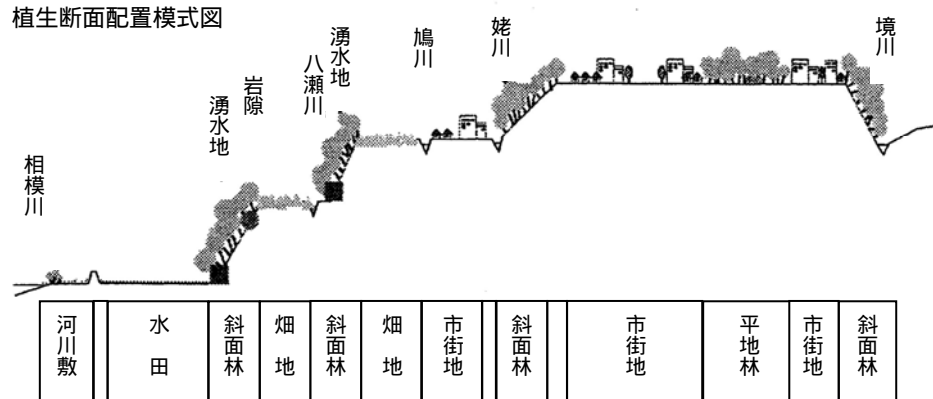 植生断面配置模式図
相模川
湧水地
岩隙
八瀬川
湧水地
鳩川
姥川
境川
河川敷
水田
斜面林
畑地
斜面林
畑地
市街地
斜面林
市街地
平地林
市街地
斜面林